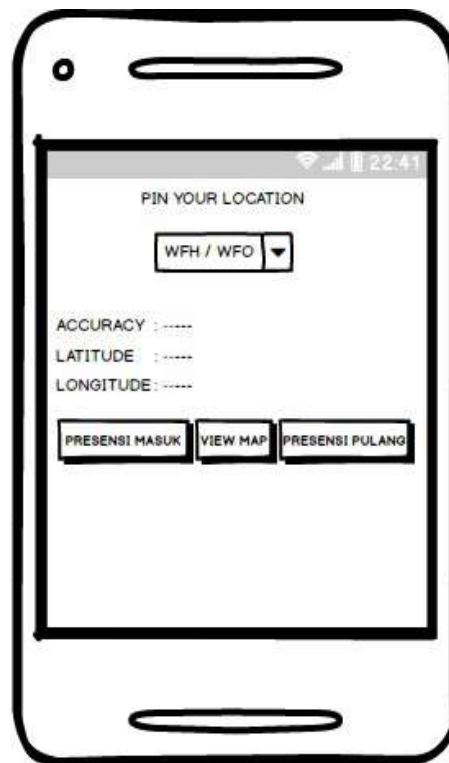 22:41
PIN YOUR LOCATION
WFH / WFO
ACCURACY : -----
LATITUDE : -----
LONGITUDE : -----
PRESENSI MASUK VIEW MAP PRESENSI PULANG